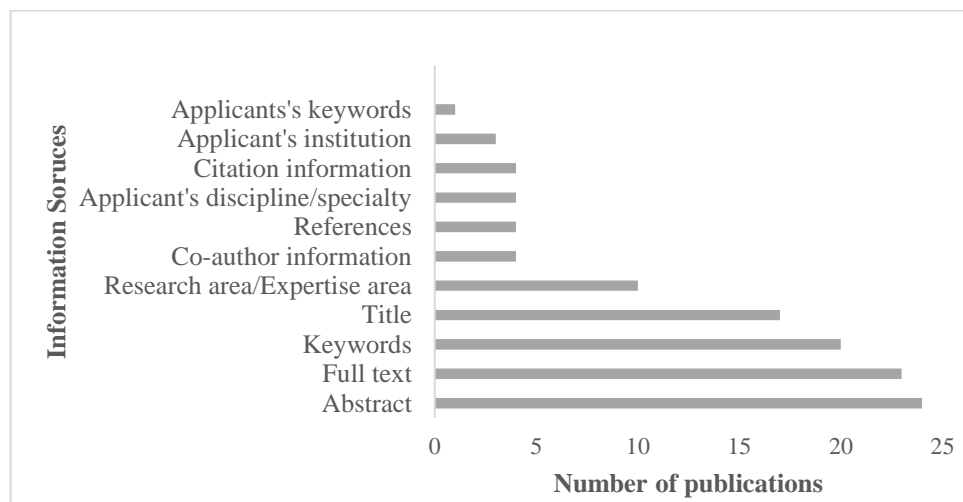 Information Soruces
Applicants's keywords
Applicant's institution
Citation information
Applicant's discipline/specialty
References
Co-author information
Research area/Expertise area
Title
Keywords
Full text
Abstract
0 5 10 15 20 25
Number of publications